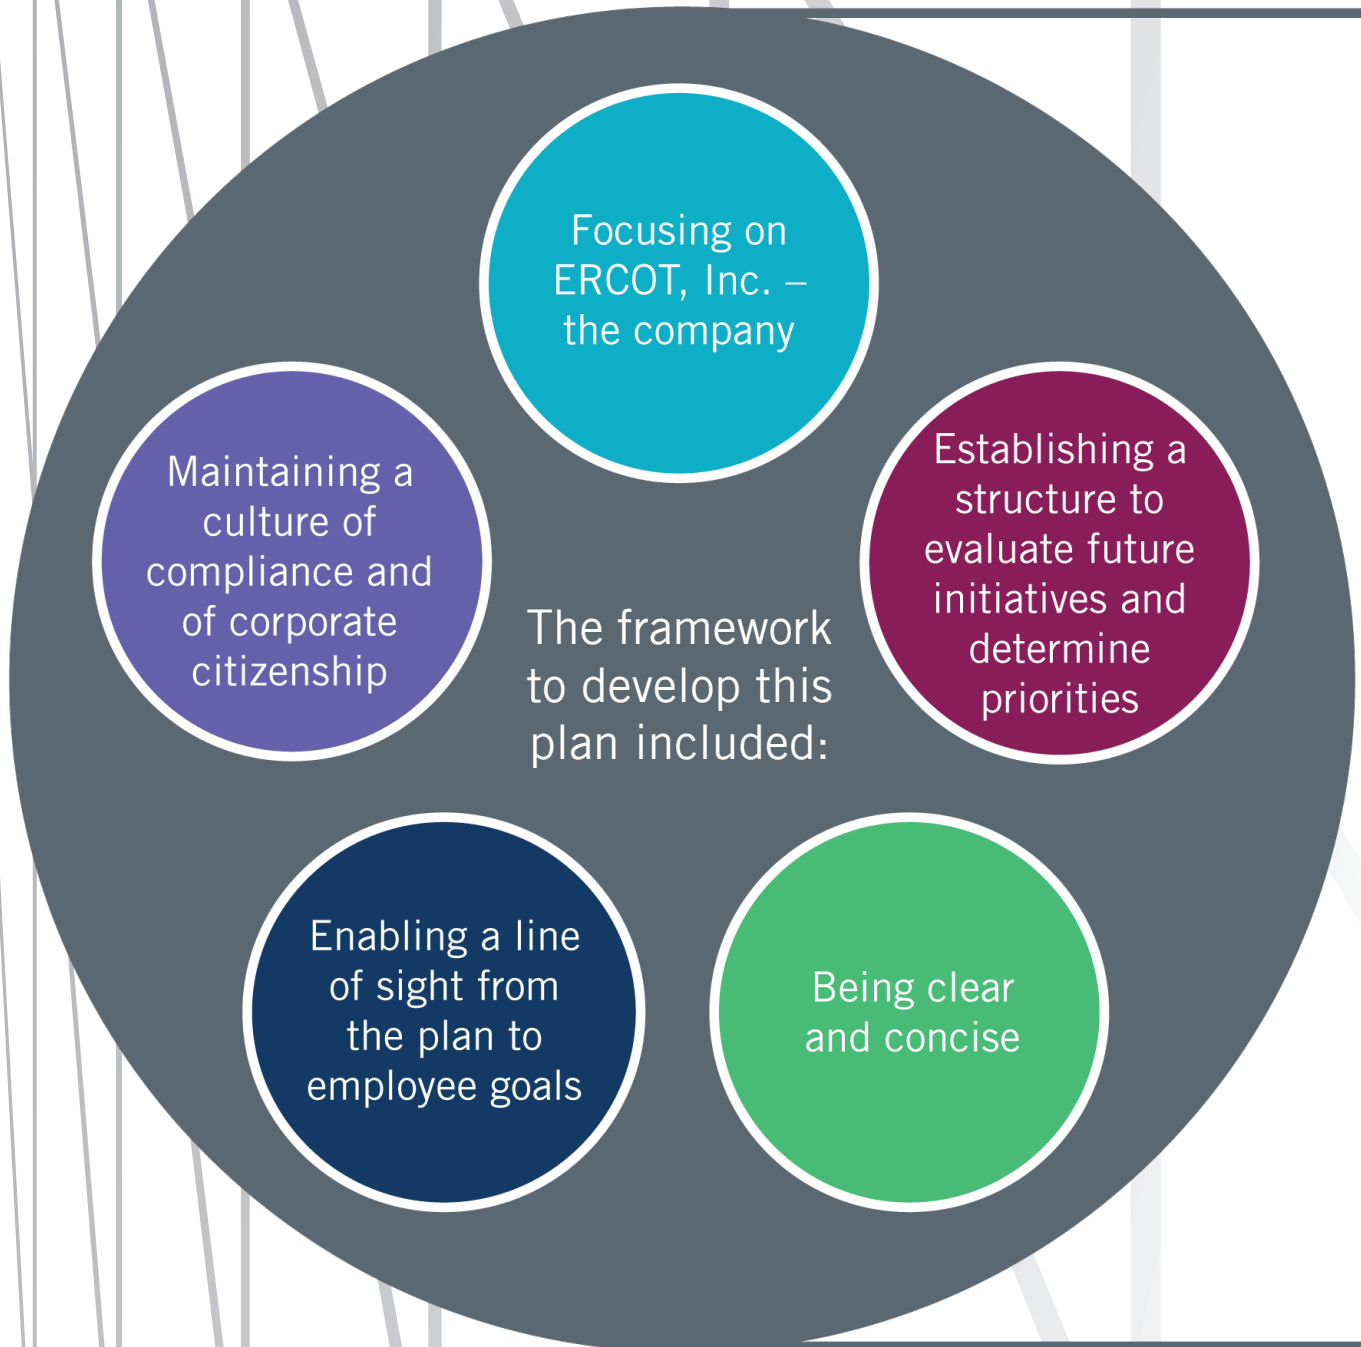 Focusing on
ERCOT, Inc. –
the company
Maintaining a
culture of
compliance and
of corporate
citizenship
Establishing a
structure to
evaluate future
initiatives and
determine
priorities
The framework
to develop this
plan included:
Enabling a line
of sight from
the plan to
employee goals
Being clear
and concise